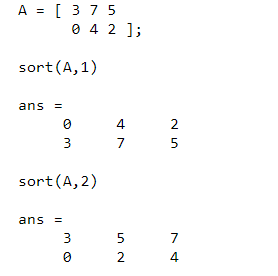 A = [ 3 7 5
0 4 2 ];
sort(A,1)
ans =
0 4 2
3 7 5
sort(A,2)
ans =
3 5 7
0 2 4